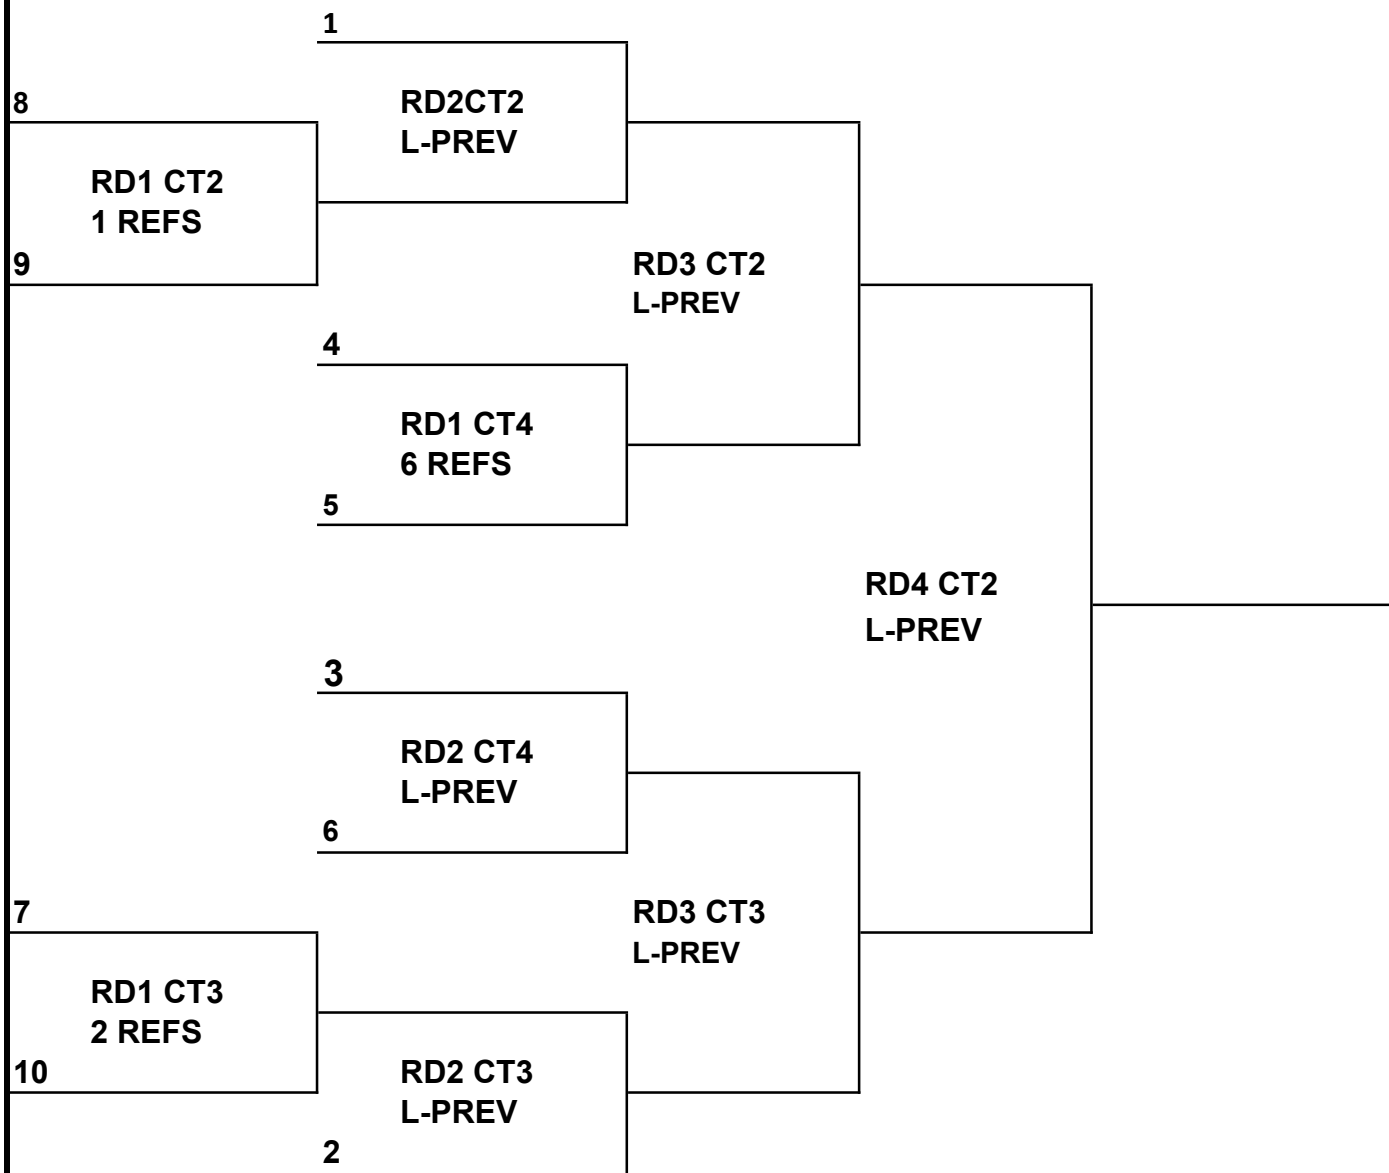 1
8
RD2CT2
L-PREV
RD1 CT2
1 REFS
9
RD3 CT2
L-PREV
4
RD1 CT4
6 REFS
5
RD4 CT2
L-PREV
3
RD2 CT4
L-PREV
6
7
RD3 CT3
L-PREV
RD1 CT3
2 REFS
10
RD2 CT3
L-PREV
2